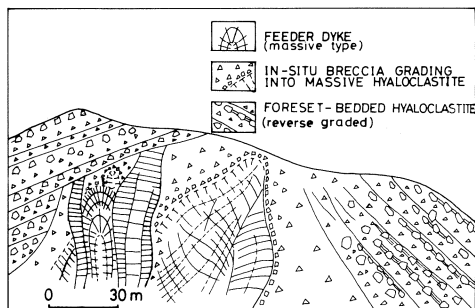 FEEDER DYKE
(massive type)
IN-SITU BRECCIA GRADING
INTO MASSIVE HYALOCLASTITE
FORESET-BEDDED HYALOCLASTITE
(reverse graded)
0 30 m